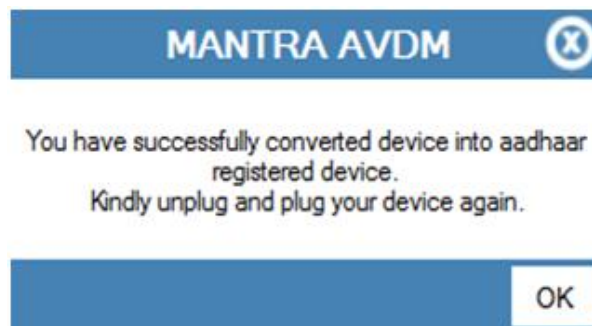 MANTRA AVDM
X
You have successfully converted device into aadhaar
registered device.
Kindly unplug and plug your device again.
OK